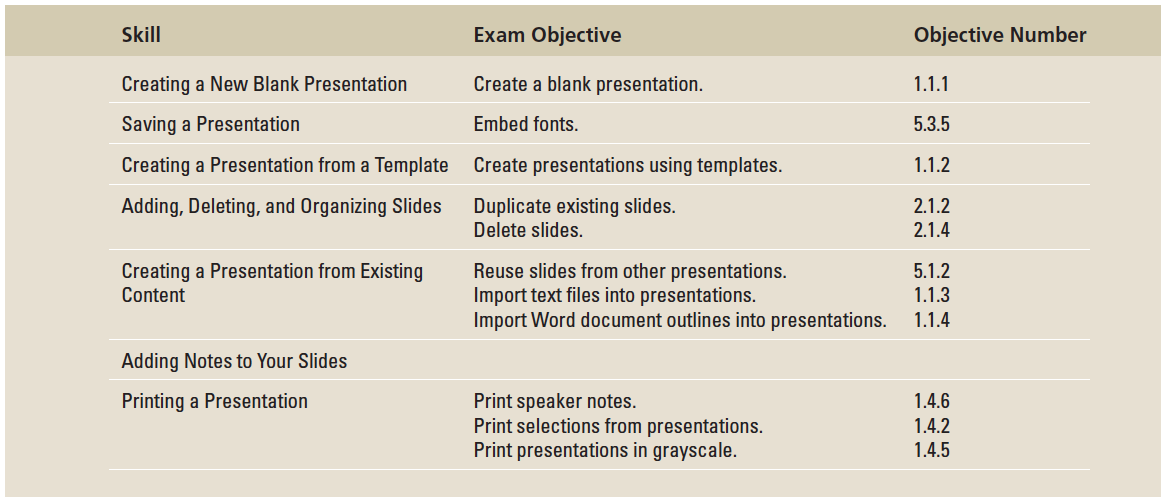 Skill Exam Objective Objective Number
Creating a New Blank Presentation Create a blank presentation. 1.1.1
Saving a Presentation Embed fonts. 5.3.5
Creating a Presentation from a Template Create presentations using templates. 1.1.2
Adding, Deleting, and Organizing Slides Duplicate existing slides. 2.1.2
Delete slides. 2.1.4
Creating a Presentation from Existing Reuse slides from other presentations. 5.1.2
Content Import text files into presentations. 1.1.3
Import Word document outlines into presentations. 1.1.4
Adding Notes to Your Slides
Printing a Presentation Print speaker notes. 1.4.6
Print selections from presentations. 1.4.2
Print presentations in grayscale. 1.4.5